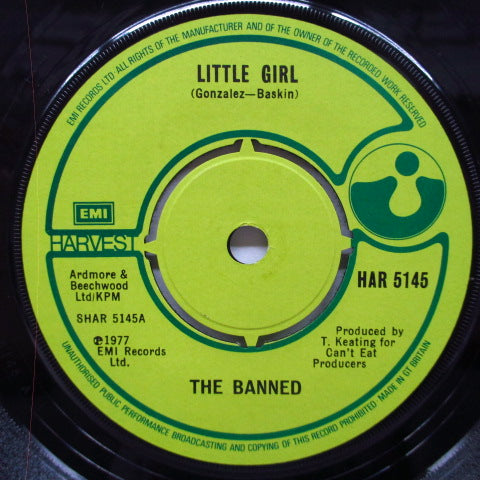 EMI RECORDS LTD ALL RIGHTS OF THE MANUFACTURER AND OF THE OWNER OF THE RECORDED WORK RESERVED
LITTLE GIRL
(Gonzalez—Baskin)
EMI
HARVEST
HAR 5145
Ardmore &
Beechwood
Ltd/KPM
SHAR 5145A
℗1977
EMI Records
Ltd.
Produced by
T. Keating for
Can't Eat
Producers
THE BANNED
UNAUTHORISED PUBLIC PERFORMANCE BROADCASTING AND COPYING OF THIS RECORD PROHIBITED MADE IN GT BRITAIN